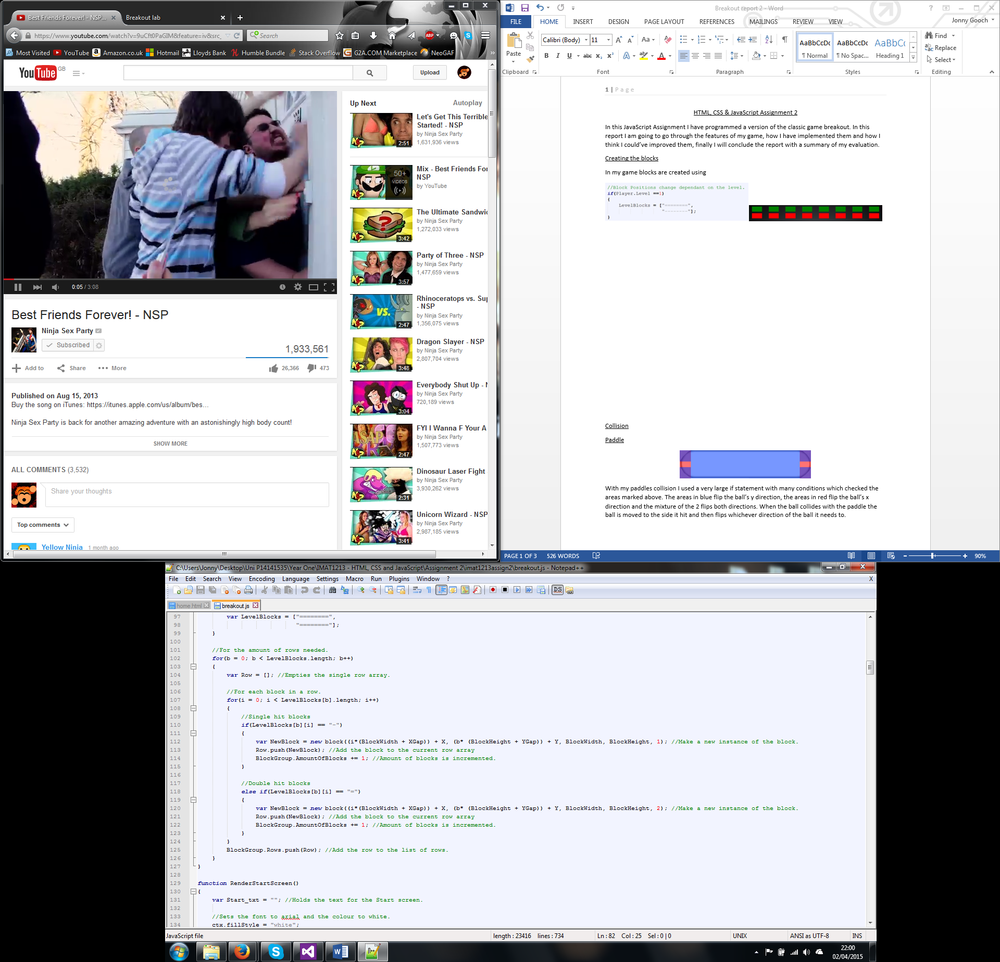 Best Friends Forever! - NSP...
Breakout lab
https://www.youtube.com/watch?v=9uCft0PaGIM&feature=iv&src_
Search
ABP
Most Visited
YouTube
Amazon.co.uk
Hotmail
Lloyds Bank
Humble Bundle
Stack Overflow
G2A.COM Marketplace
NeoGAF
YouTube GB
Upload
0:05 / 3:08
Best Friends Forever! - NSP
Ninja Sex Party
Subscribed
1,933,561
Add to
Share
More
26,366
473
Published on Aug 15, 2013
Buy the song on iTunes: https://itunes.apple.com/us/album/bes...
Ninja Sex Party is back for another amazing adventure with an astonishingly high body count!
SHOW MORE
ALL COMMENTS (3,532)
Share your thoughts
Top comments
Yellow Ninja 1 month ago
Up Next
Autoplay
Let's Get This Terrible
Started! - NSP
by Ninja Sex Party
1,631,936 views
2:51
Mix - Best Friends For
NSP
by YouTube
50+
VIDEOS
The Ultimate Sandwic
by Ninja Sex Party
1,272,033 views
3:42
Party of Three - NSP
by Ninja Sex Party
1,477,659 views
3:57
Rhinoceratops vs. Sup
- NSP
by Ninja Sex Party
1,356,075 views
VS.
2:47
Dragon Slayer - NSP
by Ninja Sex Party
2,807,704 views
3:48
Everybody Shut Up - N
by Ninja Sex Party
720,189 views
3:04
FYI I Wanna F Your A
by Ninja Sex Party
1,507,773 views
ASAP
2:47
Dinosaur Laser Fight
by Ninja Sex Party
3,930,262 views
2:31
Unicorn Wizard - NSP
by Ninja Sex Party
2,987,185 views
3:41
Breakout report 2 - Word
FILE HOME INSERT DESIGN PAGE LAYOUT REFERENCES MAILINGS REVIEW VIEW
Jonny Gooch
Paste
Clipboard
Calibri (Body) 11
Font
Paragraph
AaBbCcDc
¶ Normal
AaBbCcDc
¶ No Spac...
AaBbC
Heading 1
Styles
Find
Replace
Select
Editing
1 | Page
HTML, CSS & JavaScript Assignment 2
In this JavaScript Assignment I have programmed a version of the classic game breakout. In this
report I am going to go through the features of my game, how I have implemented them and how I
think I could've improved them, finally I will conclude the report with a summary of my evaluation.
Creating the blocks
In my game blocks are created using
//Block Positions change dependant on the level.
if(Player.Level ==1)
{
LevelBlocks = ["========",
"--------"];
}
Collision
Paddle
With my paddles collision I used a very large if statement with many conditions which checked the
areas marked above. The areas in blue flip the ball's y direction, the areas in red flip the ball's x
direction and the mixture of the 2 flips both directions. When the ball collides with the paddle the
ball is moved to the side it hit and then flips whichever direction of the ball it needs to.
PAGE 1 OF 3 526 WORDS
90%
C:\Users\Jonny\Desktop\Uni P14141535\Year One\IMAT1213 - HTML, CSS and JavaScript\Assignment 2\imat1213assign2\breakout.js - Notepad++
File Edit Search View Encoding Language Settings Macro Run Plugins Window ? X
home.html
breakout.js
97 var LevelBlocks = ["========",
98 "========"];
99 }
100
101 //For the amount of rows needed.
102 for(b = 0; b < LevelBlocks.length; b++)
103 {
104 var Row = []; //Empties the single row array.
105
106 //For each block in a row.
107 for(i = 0; i < LevelBlocks[b].length; i++)
108 {
109 //Single hit blocks
110 if(LevelBlocks[b][i] == "-")
111 {
112 var NewBlock = new block((i*(BlockWidth + XGap)) + X, (b* (BlockHeight + YGap)) + Y, BlockWidth, BlockHeight, 1); //Make a new instance of the block.
113 Row.push(NewBlock); //Add the block to the current row array
114 BlockGroup.AmountOfBlocks += 1; //Amount of blocks is incremented.
115 }
116
117 //Double hit blocks
118 else if(LevelBlocks[b][i] == "=")
119 {
120 var NewBlock = new block((i*(BlockWidth + XGap)) + X, (b* (BlockHeight + YGap)) + Y, BlockWidth, BlockHeight, 2); //Make a new instance of the block.
121 Row.push(NewBlock); //Add the block to the current row array
122 BlockGroup.AmountOfBlocks += 1; //Amount of blocks is incremented.
123 }
124 }
125 BlockGroup.Rows.push(Row); //Add the row to the list of rows.
126 }
127 }
128
129 function RenderStartScreen()
130 {
131 var Start_txt = ""; //Holds the text for the Start screen.
132
133 //Sets the font to arial and the colour to white.
134 ctx.fillStyle = "white";
JavaScript file
length : 23416 lines : 734
Ln : 82 Col : 25 Sel : 0 | 0
UNIX
ANSI as UTF-8
INS
22:00
02/04/2015